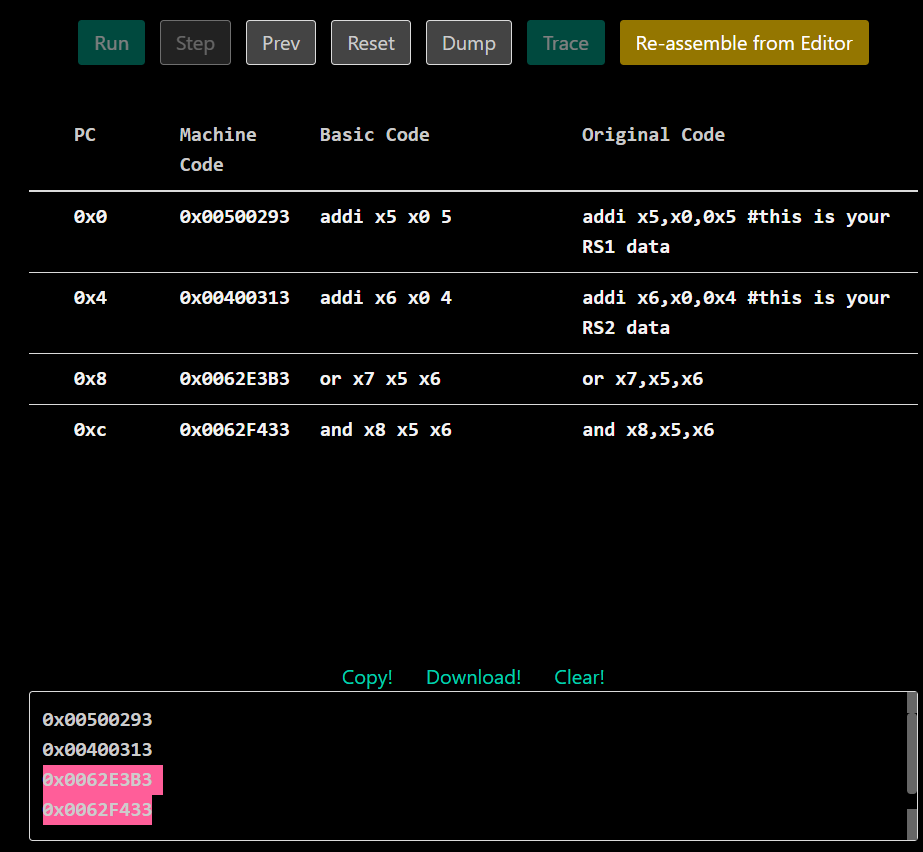 Run Step Prev Reset Dump Trace Re-assemble from Editor
PC Machine Code Basic Code Original Code
0x0 0x00500293 addi x5 x0 5 addi x5,x0,0x5 #this is your
RS1 data
0x4 0x00400313 addi x6 x0 4 addi x6,x0,0x4 #this is your
RS2 data
0x8 0x0062E3B3 or x7 x5 x6 or x7,x5,x6
0xc 0x0062F433 and x8 x5 x6 and x8,x5,x6
Copy! Download! Clear!
0x00500293
0x00400313
0x0062E3B3
0x0062F433